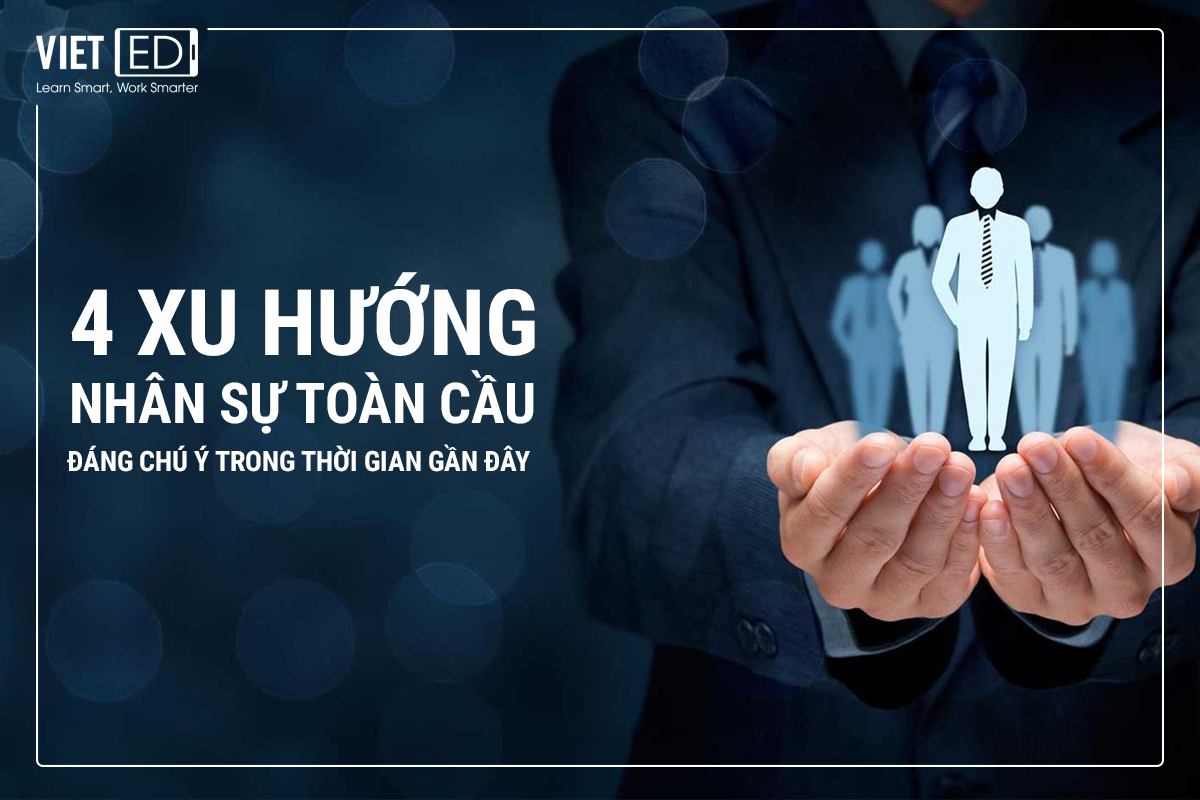 VIET ED
Learn Smart, Work Smarter
4 XU HƯỚNG
NHÂN SỰ TOÀN CẦU
ĐÁNG CHÚ Ý TRONG THỜI GIAN GẦN ĐÂY